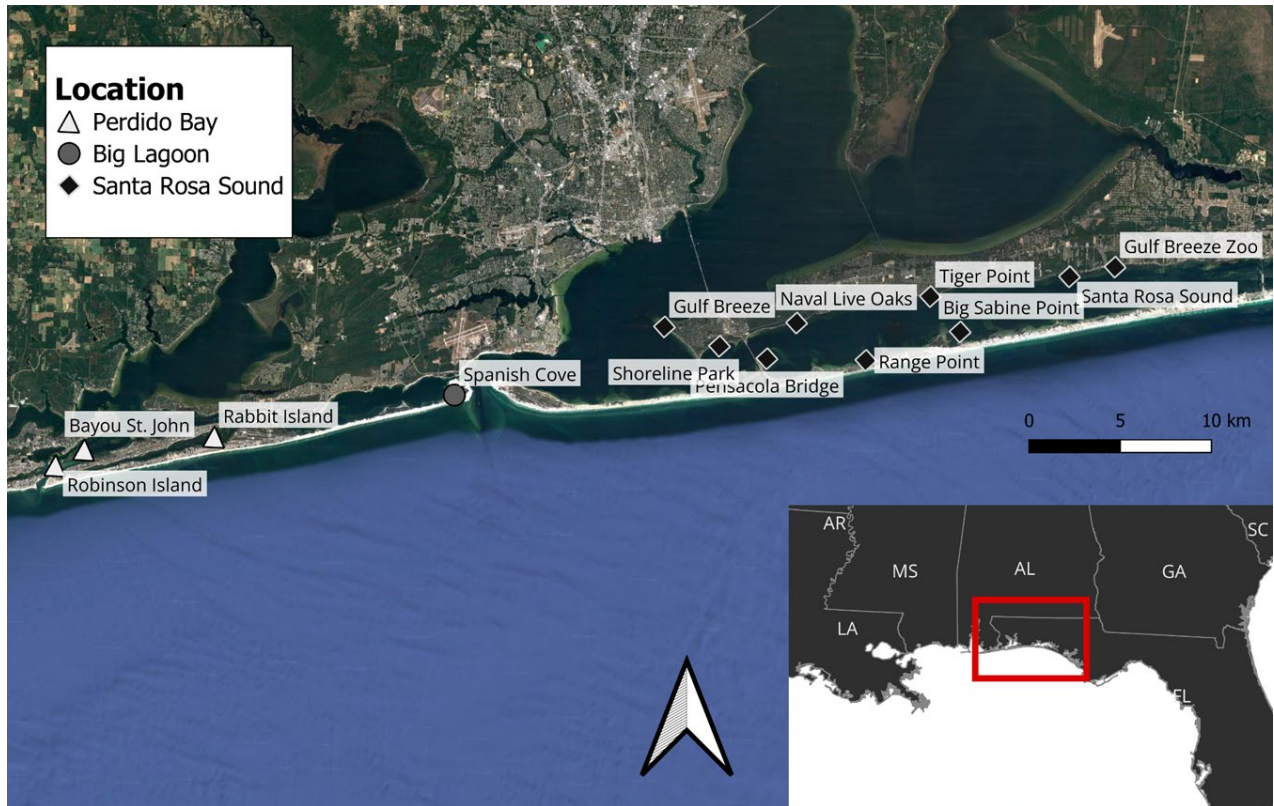 Location
Perdido Bay
Big Lagoon
Santa Rosa Sound
Gulf Breeze Zoo
Tiger Point
Santa Rosa Sound
Naval Live Oaks
Gulf Breeze
Big Sabine Point
Shoreline Park
Range Point
Pensacola Bridge
Spanish Cove
Rabbit Island
Bayou St. John
Robinson Island
0 5 10 km
AR
SC
MS
AL
GA
LA
FL